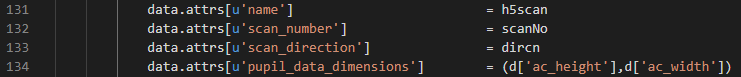 131 data.attrs[u'name'] = h5scan
132 data.attrs[u'scan_number'] = scanNo
133 data.attrs[u'scan_direction'] = dircn
134 data.attrs[u'pupil_data_dimensions'] = (d['ac_height'],d['ac_width'])